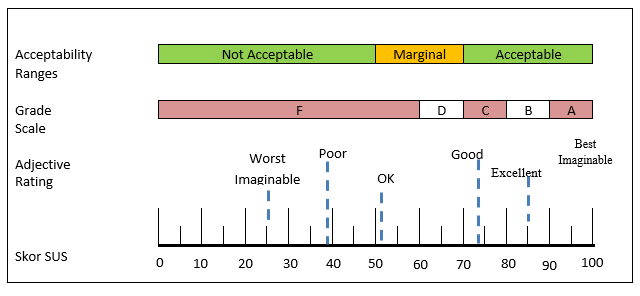 Acceptability Ranges
Not Acceptable Marginal Acceptable
Grade Scale
F D C B A
Adjective Rating
Worst Imaginable
Poor
OK
Good
Excellent
Best Imaginable
Skor SUS
0 10 20 30 40 50 60 70 80 90 100